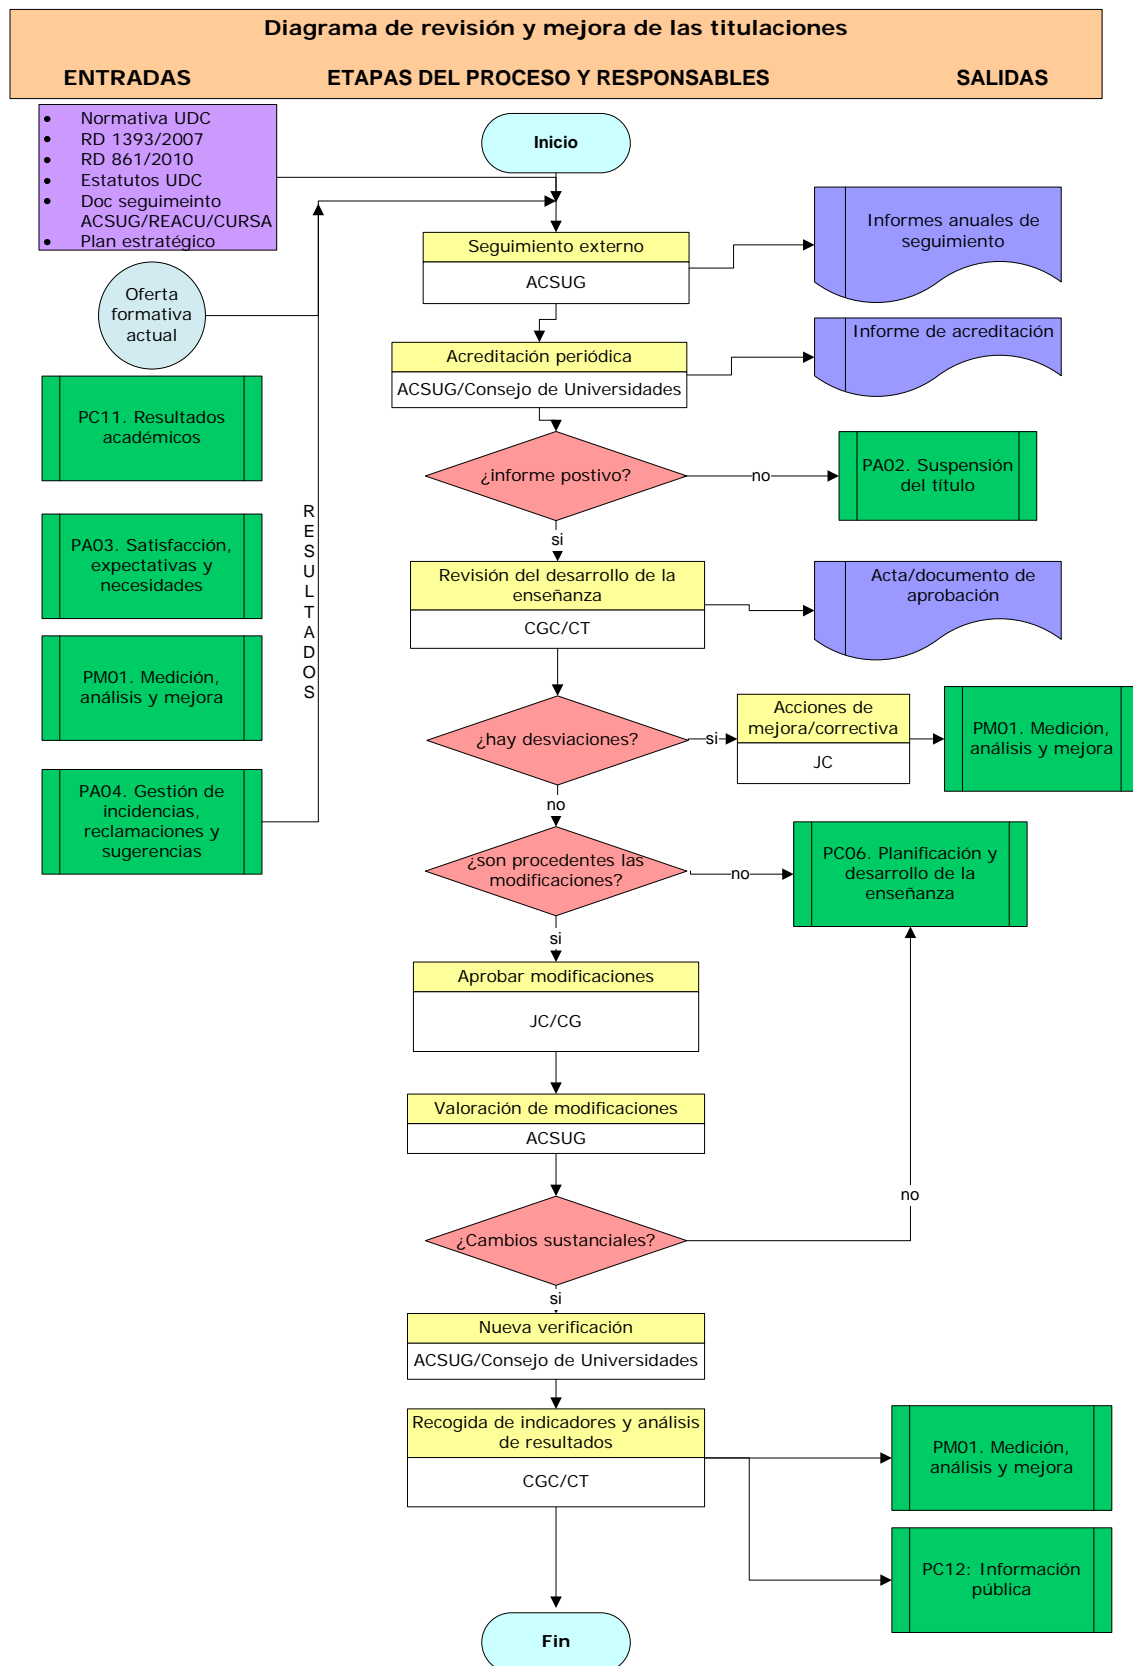 Diagrama de revisión y mejora de las titulaciones
ENTRADAS
ETAPAS DEL PROCESO Y RESPONSABLES
SALIDAS
• Normativa UDC
• RD 1393/2007
• RD 861/2010
• Estatutos UDC
• Doc seguimeinto
ACSUG/REACU/CURSA
• Plan estratégico
Inicio
Oferta
formativa
actual
Seguimiento externo
ACSUG
Informes anuales de
seguimiento
Acreditación periódica
ACSUG/Consejo de Universidades
Informe de acreditación
PC11. Resultados
académicos
¿informe postivo?
no
PA02. Suspensión
del título
si
RESULTADOS
PA03. Satisfacción,
expectativas y
necesidades
Revisión del desarrollo de la
enseñanza
CGC/CT
Acta/documento de
aprobación
PM01. Medición,
análisis y mejora
¿hay desviaciones?
si
Acciones de
mejora/correctiva
JC
PM01. Medición,
análisis y mejora
no
PA04. Gestión de
incidencias,
reclamaciones y
sugerencias
¿son procedentes las
modificaciones?
no
PC06. Planificación y
desarrollo de la
enseñanza
si
Aprobar modificaciones
JC/CG
Valoración de modificaciones
ACSUG
¿Cambios sustanciales?
no
si
Nueva verificación
ACSUG/Consejo de Universidades
Recogida de indicadores y análisis
de resultados
CGC/CT
PM01. Medición,
análisis y mejora
PC12: Información
pública
Fin